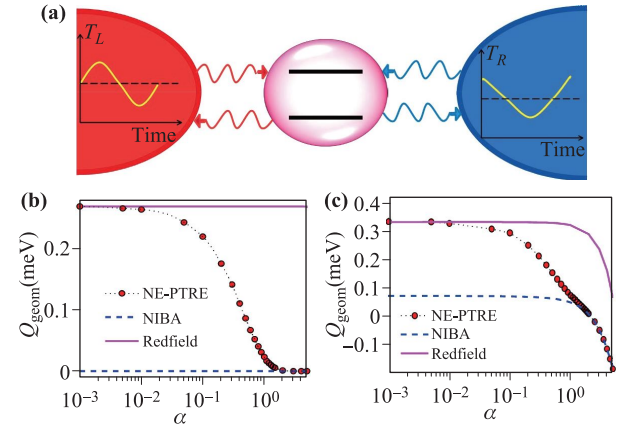 (a)
T_L
Time
T_R
Time
(b)
Q_geom(meV)
0.2
0.1
0
NE-PTRE
NIBA
Redfield
10^−3 10^−2 10^−1 10^0
α
(c)
Q_geom(meV)
0.4
0.3
0.2
0.1
0
−0.1
NE-PTRE
NIBA
Redfield
10^−3 10^−2 10^−1 10^0
α